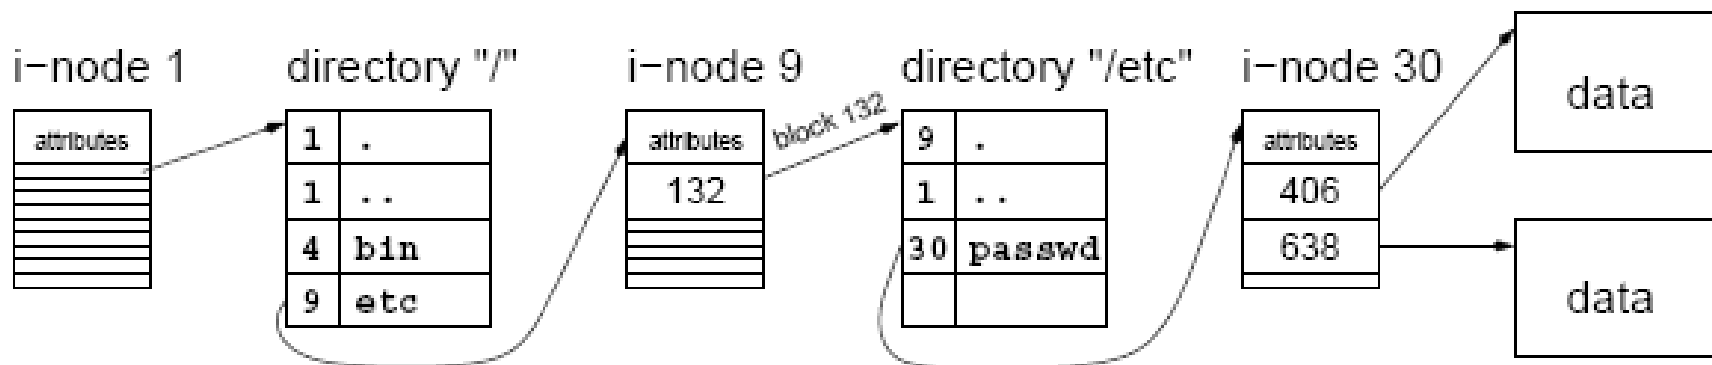 i-node 1
attributes
directory "/"
1 .
1 ..
4 bin
9 etc
i-node 9
attributes
132
block 132
directory "/etc"
9 .
1 ..
30 passwd
i-node 30
attributes
406
638
data
data